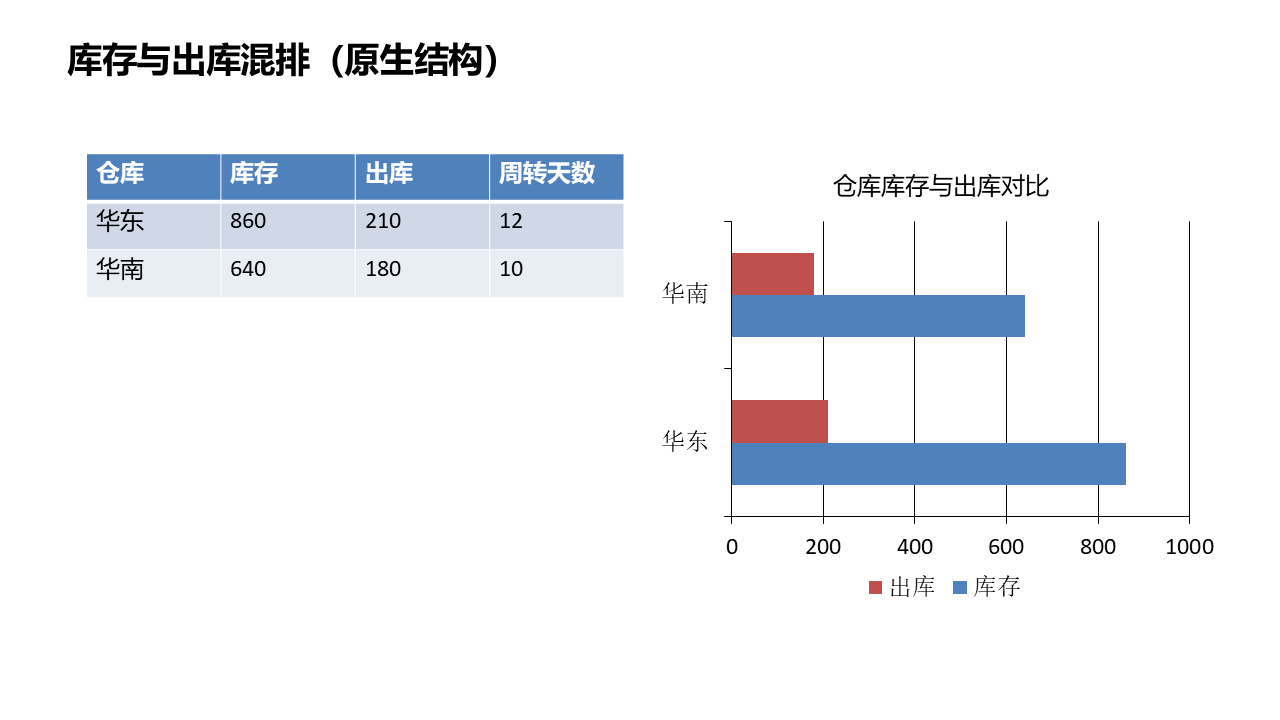 库存与出库混排（原生结构）
仓库 库存 出库 周转天数
华东 860 210 12
华南 640 180 10
仓库库存与出库对比
华南
华东
0 200 400 600 800 1000
出库 库存